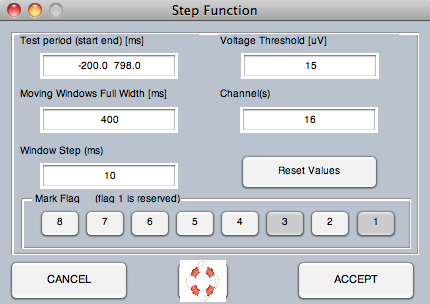 Step Function
Test period (start end) [ms]
Voltage Threshold [uV]
-200.0 798.0
15
Moving Windows Full Width [ms]
Channel(s)
400
16
Window Step (ms)
10
Reset Values
Mark Flag (flag 1 is reserved)
8 7 6 5 4 3 2 1
CANCEL
ACCEPT